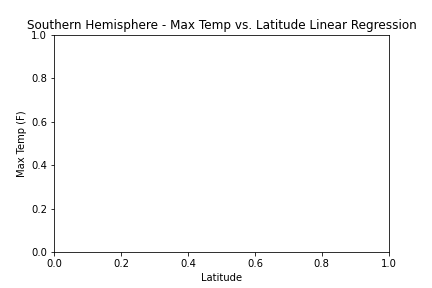 Southern Hemisphere - Max Temp vs. Latitude Linear Regression
1.0
0.8
0.6
0.4
0.2
0.0
Max Temp (F)
0.0 0.2 0.4 0.6 0.8 1.0
Latitude